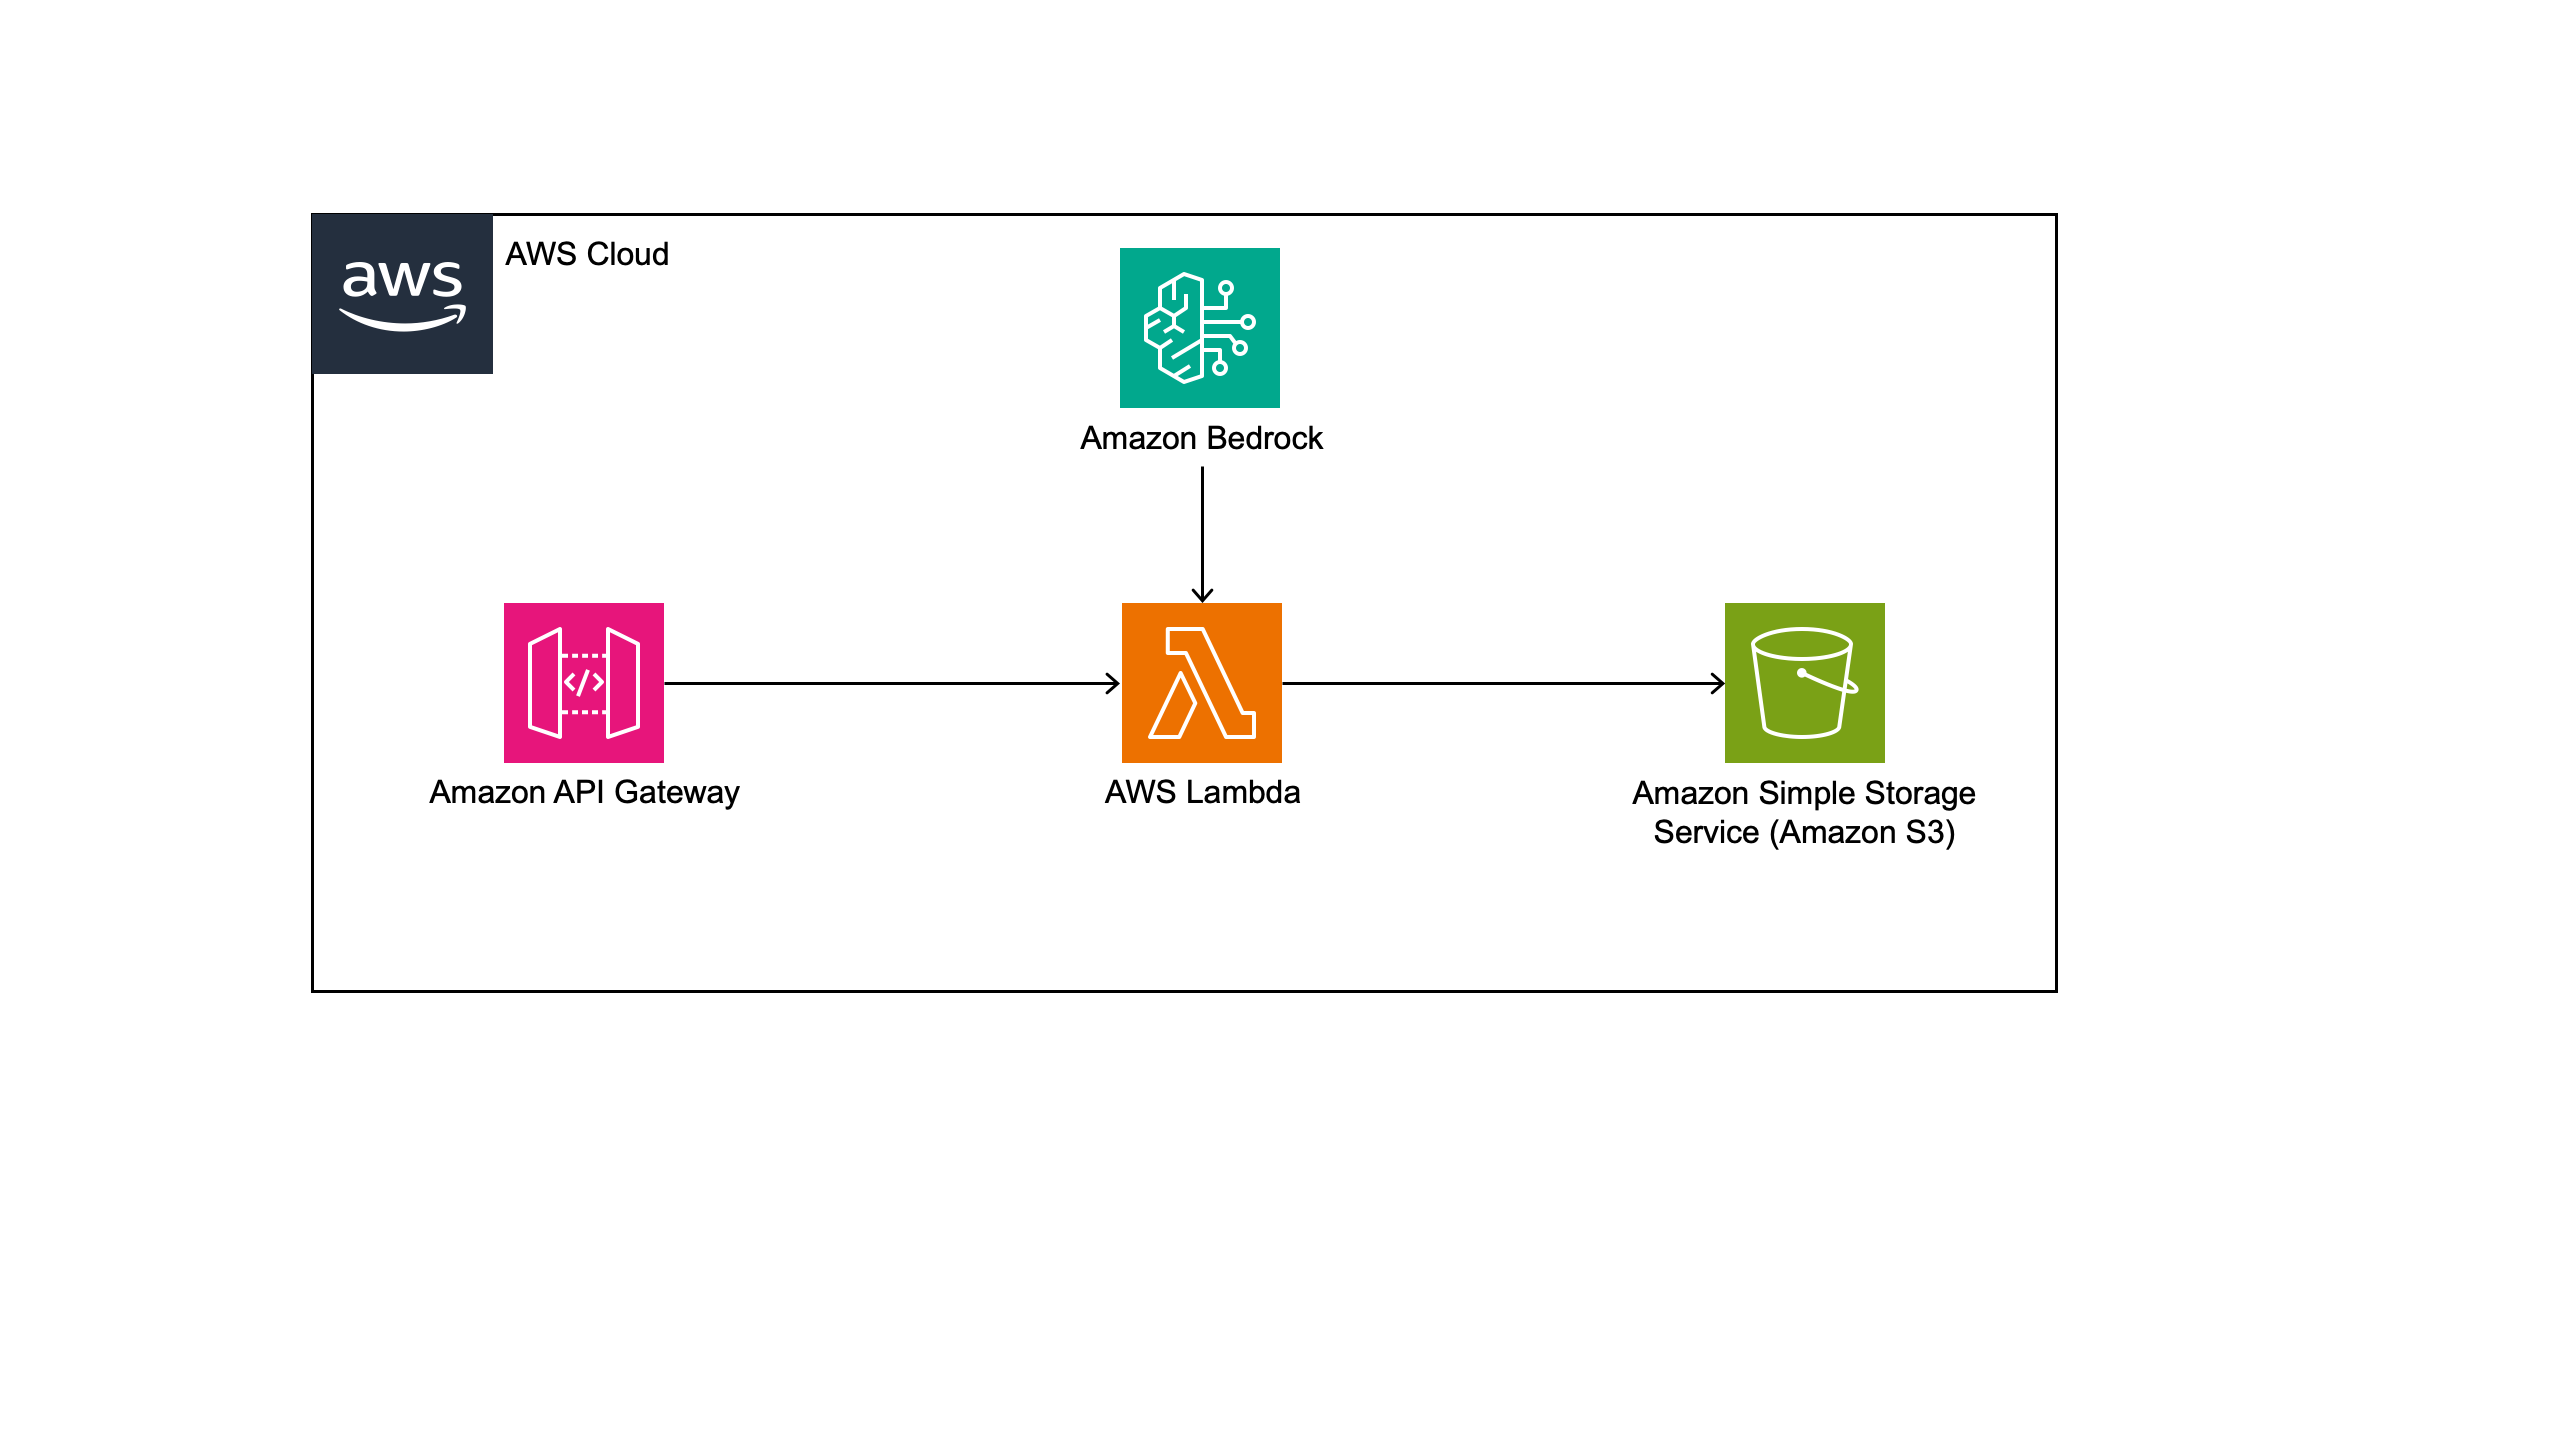 aws
AWS Cloud
Amazon Bedrock
</>
Amazon API Gateway
AWS Lambda
Amazon Simple Storage
Service (Amazon S3)